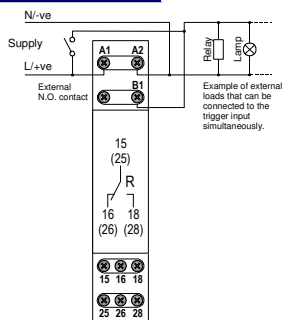 N/-ve
Supply
L/+ve
External
N.O. contact
A1 A2
B1
Relay
Lamp
Example of external
loads that can be
connected to the
trigger input
simultaneously.
15
(25)
R
16 18
(26) (28)
15 16 18
25 26 28